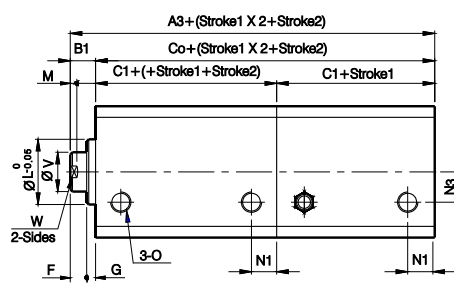 A3+(Stroke1 X 2+Stroke2)
B1
Co+(Stroke1 X 2+Stroke2)
M
C1+(+Stroke1+Stroke2)
C1+Stroke1
ØL 0 -0,05
ØV
N3
W
2-Sides
3-O
F
G
N1
N1